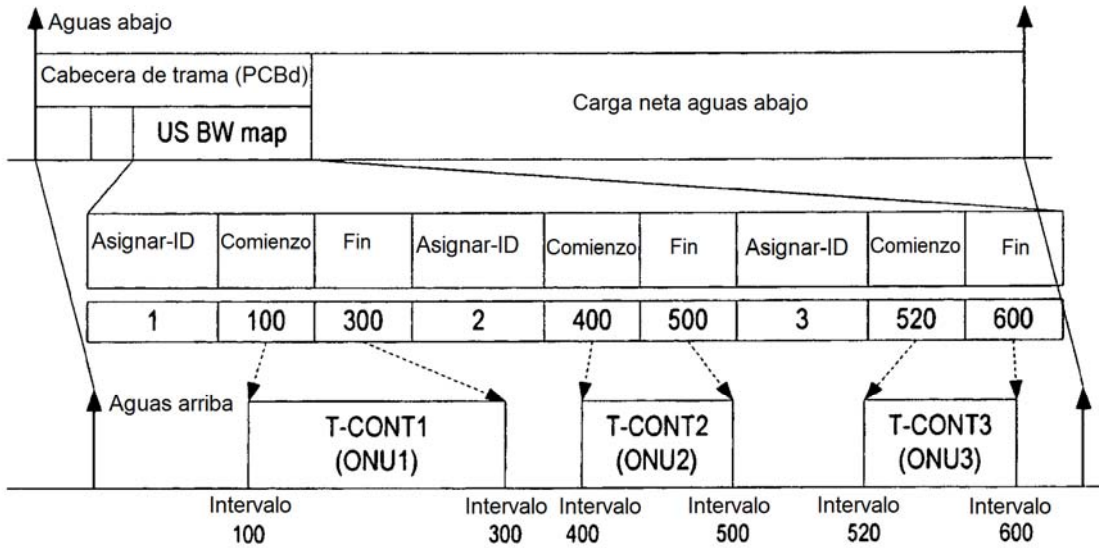 Aguas abajo
Cabecera de trama (PCBd)
Carga neta aguas abajo
US BW map
Asignar-ID Comienzo Fin Asignar-ID Comienzo Fin Asignar-ID Comienzo Fin
1 100 300 2 400 500 3 520 600
Aguas arriba
T-CONT1 T-CONT2 T-CONT3
(ONU1) (ONU2) (ONU3)
Intervalo Intervalo Intervalo Intervalo Intervalo Intervalo
100 300 400 500 520 600